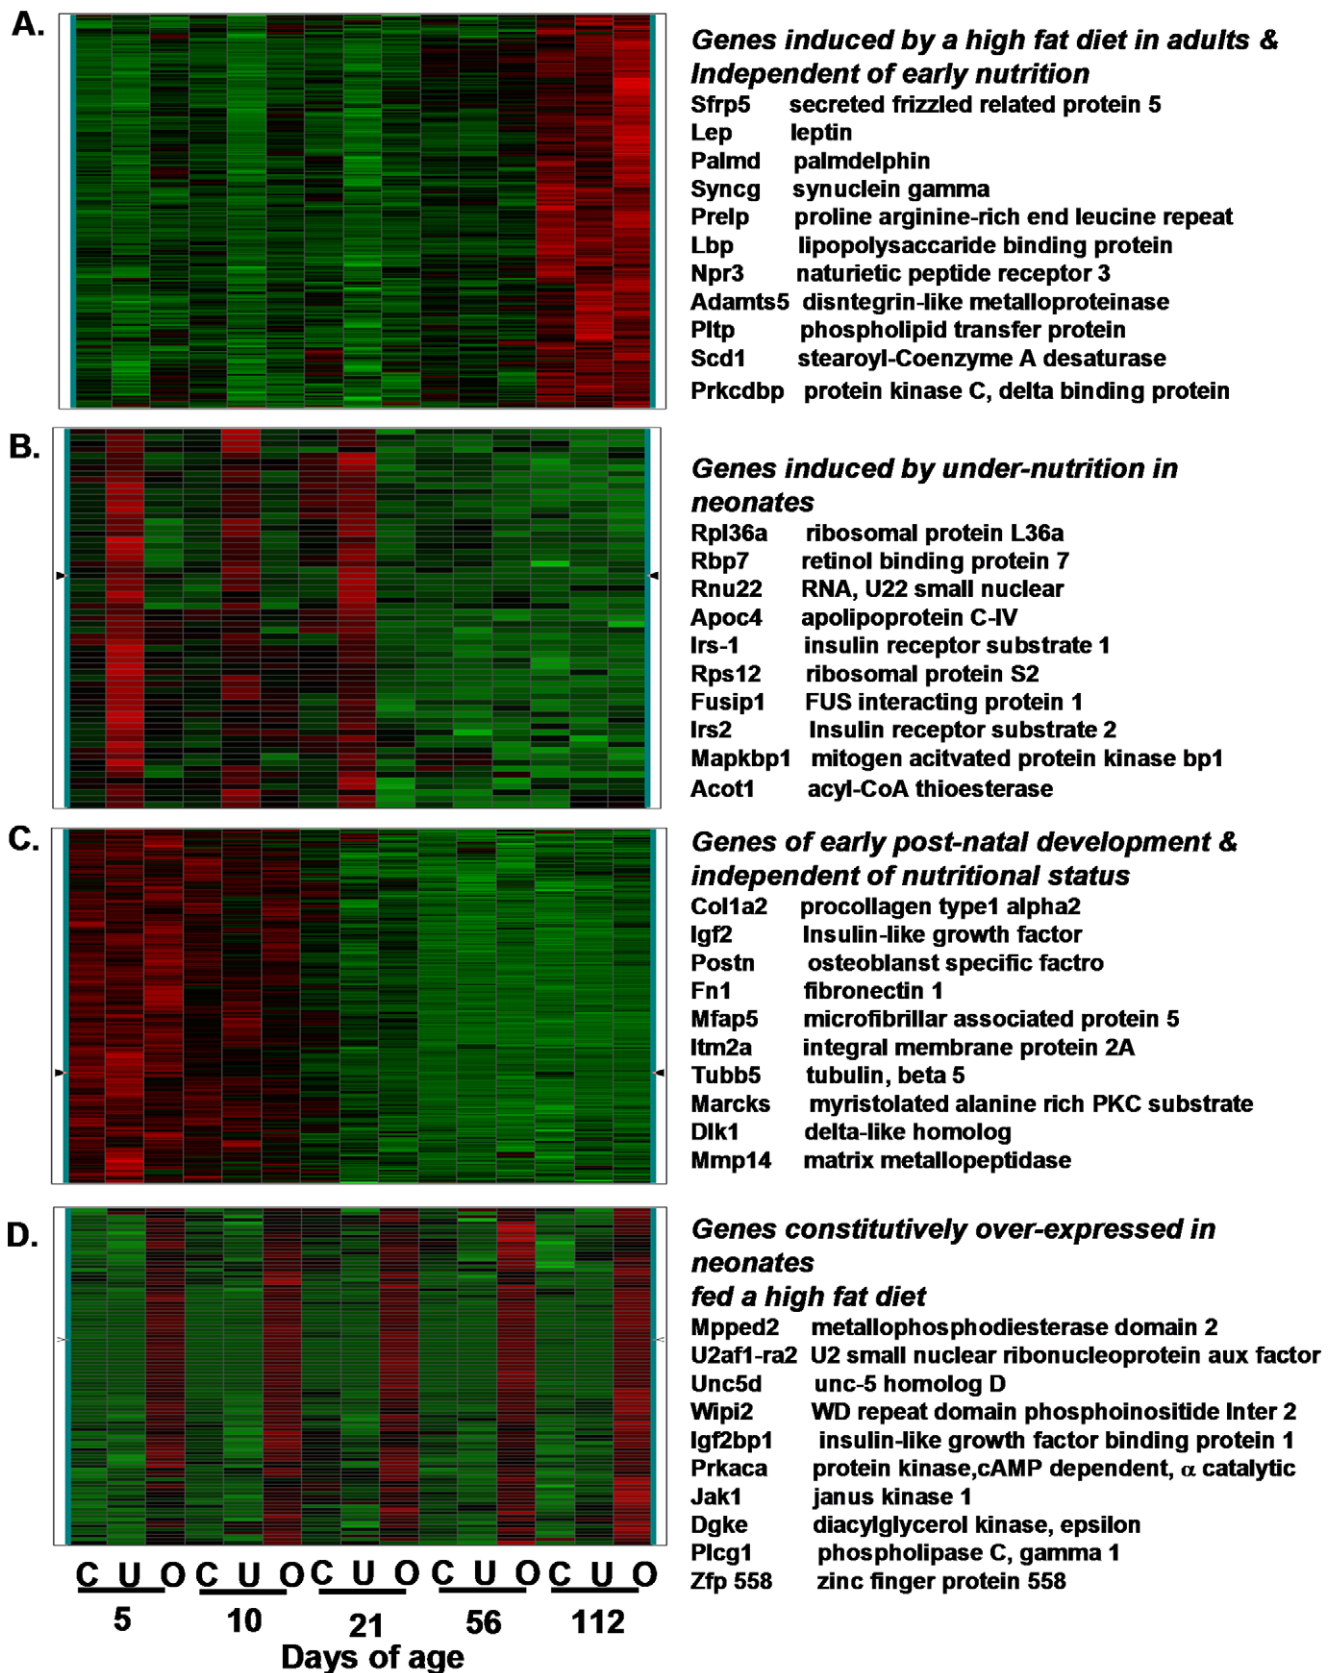 A.
Genes induced by a high fat diet in adults &
Independent of early nutrition
Sfrp5 secreted frizzled related protein 5
Lep leptin
Palmd palmdelphin
Syncg synuclein gamma
Prelp proline arginine-rich end leucine repeat
Lbp lipopolysaccaride binding protein
Npr3 naturietic peptide receptor 3
Adamts5 disntegrin-like metalloproteinase
Pltp phospholipid transfer protein
Scd1 stearoyl-Coenzyme A desaturase
Prkcdbp protein kinase C, delta binding protein
B.
Genes induced by under-nutrition in
neonates
Rpl36a ribosomal protein L36a
Rbp7 retinol binding protein 7
Rnu22 RNA, U22 small nuclear
Apoc4 apolipoprotein C-IV
Irs-1 insulin receptor substrate 1
Rps12 ribosomal protein S2
Fusip1 FUS interacting protein 1
Irs2 Insulin receptor substrate 2
Mapkbp1 mitogen acitvated protein kinase bp1
Acot1 acyl-CoA thioesterase
C.
Genes of early post-natal development &
independent of nutritional status
Col1a2 procollagen type1 alpha2
Igf2 Insulin-like growth factor
Postn osteoblanst specific factro
Fn1 fibronectin 1
Mfap5 microfibrillar associated protein 5
Itm2a integral membrane protein 2A
Tubb5 tubulin, beta 5
Marcks myristolated alanine rich PKC substrate
Dlk1 delta-like homolog
Mmp14 matrix metallopeptidase
D.
Genes constitutively over-expressed in
neonates
fed a high fat diet
Mpped2 metallophosphodiesterase domain 2
U2af1-ra2 U2 small nuclear ribonucleoprotein aux factor
Unc5d unc-5 homolog D
Wipi2 WD repeat domain phosphoinositide Inter 2
Igf2bp1 insulin-like growth factor binding protein 1
Prkaca protein kinase,cAMP dependent, α catalytic
Jak1 janus kinase 1
Dgke diacylglycerol kinase, epsilon
Plcg1 phospholipase C, gamma 1
Zfp 558 zinc finger protein 558
C U O C U O C U O C U O C U O
5 10 21 56 112
Days of age